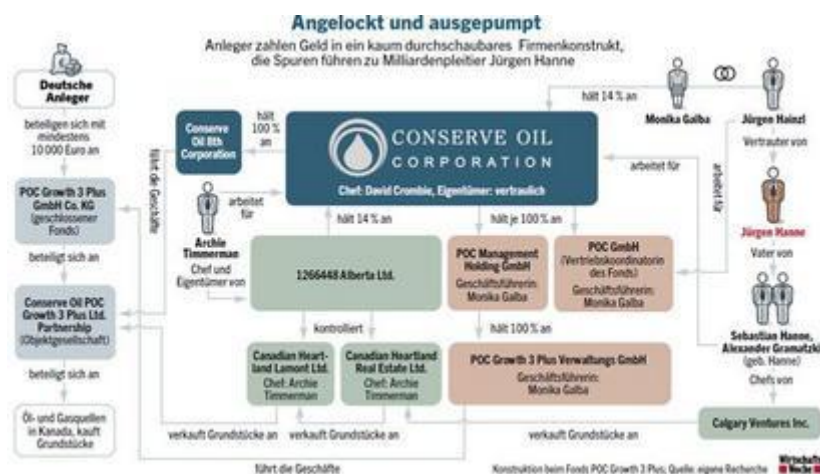 Angelockt und ausgepumpt
Anleger zahlen Geld in ein kaum durchschaubares Firmenkonstrukt,
die Spuren führen zu Milliardenpleitier Jürgen Hanne
Deutsche
Anleger
beteiligen sich mit
mindestens
10 000 Euro an
POC Growth 3 Plus
GmbH Co. KG
(geschlossener
Fonds)
beteiligt sich an
Conserve Oil POC
Growth 3 Plus Ltd.
Partnership
(Objektgesellschaft)
beteiligt sich an
Öl- und Gasquellen
in Kanada, kauft
Grundstücke
führt die Geschäfte
Conserve
Oil 8th
Corporation
hält
100 %
an
CONSERVE OIL
CORPORATION
Chef: David Crombie, Eigentümer: vertraulich
hält 14 % an
Monika Galba
Jürgen Hainzl
Vertrauter von
arbeitet für
arbeitet für
Jürgen Hanne
Vater von
Sebastian Hanne,
Alexander Gramatzki
(geb. Hanne)
Chefs von
Calgary Ventures Inc.
arbeitet
für
Archie
Timmerman
Chef und
Eigentümer von
hält 14 % an
hält je 100 % an
1266448 Alberta Ltd.
POC Management
Holding GmbH
Geschäftsführerin:
Monika Galba
POC GmbH
(Vertriebskoordinatorin
des Fonds)
Geschäftsführerin:
Monika Galba
kontrolliert
hält 100 % an
Canadian Heart-
land Lamont Ltd.
Chef: Archie
Timmerman
Canadian Heartland
Real Estate Ltd.
Chef: Archie
Timmerman
POC Growth 3 Plus Verwaltungs GmbH
Geschäftsführerin:
Monika Galba
verkauft Grundstücke an
verkauft Grundstücke an
verkauft Grundstücke an
führt die Geschäfte
Konstruktion beim Fonds POC Growth 3 Plus; Quelle: eigene Recherche
Wirtschafts
Woche